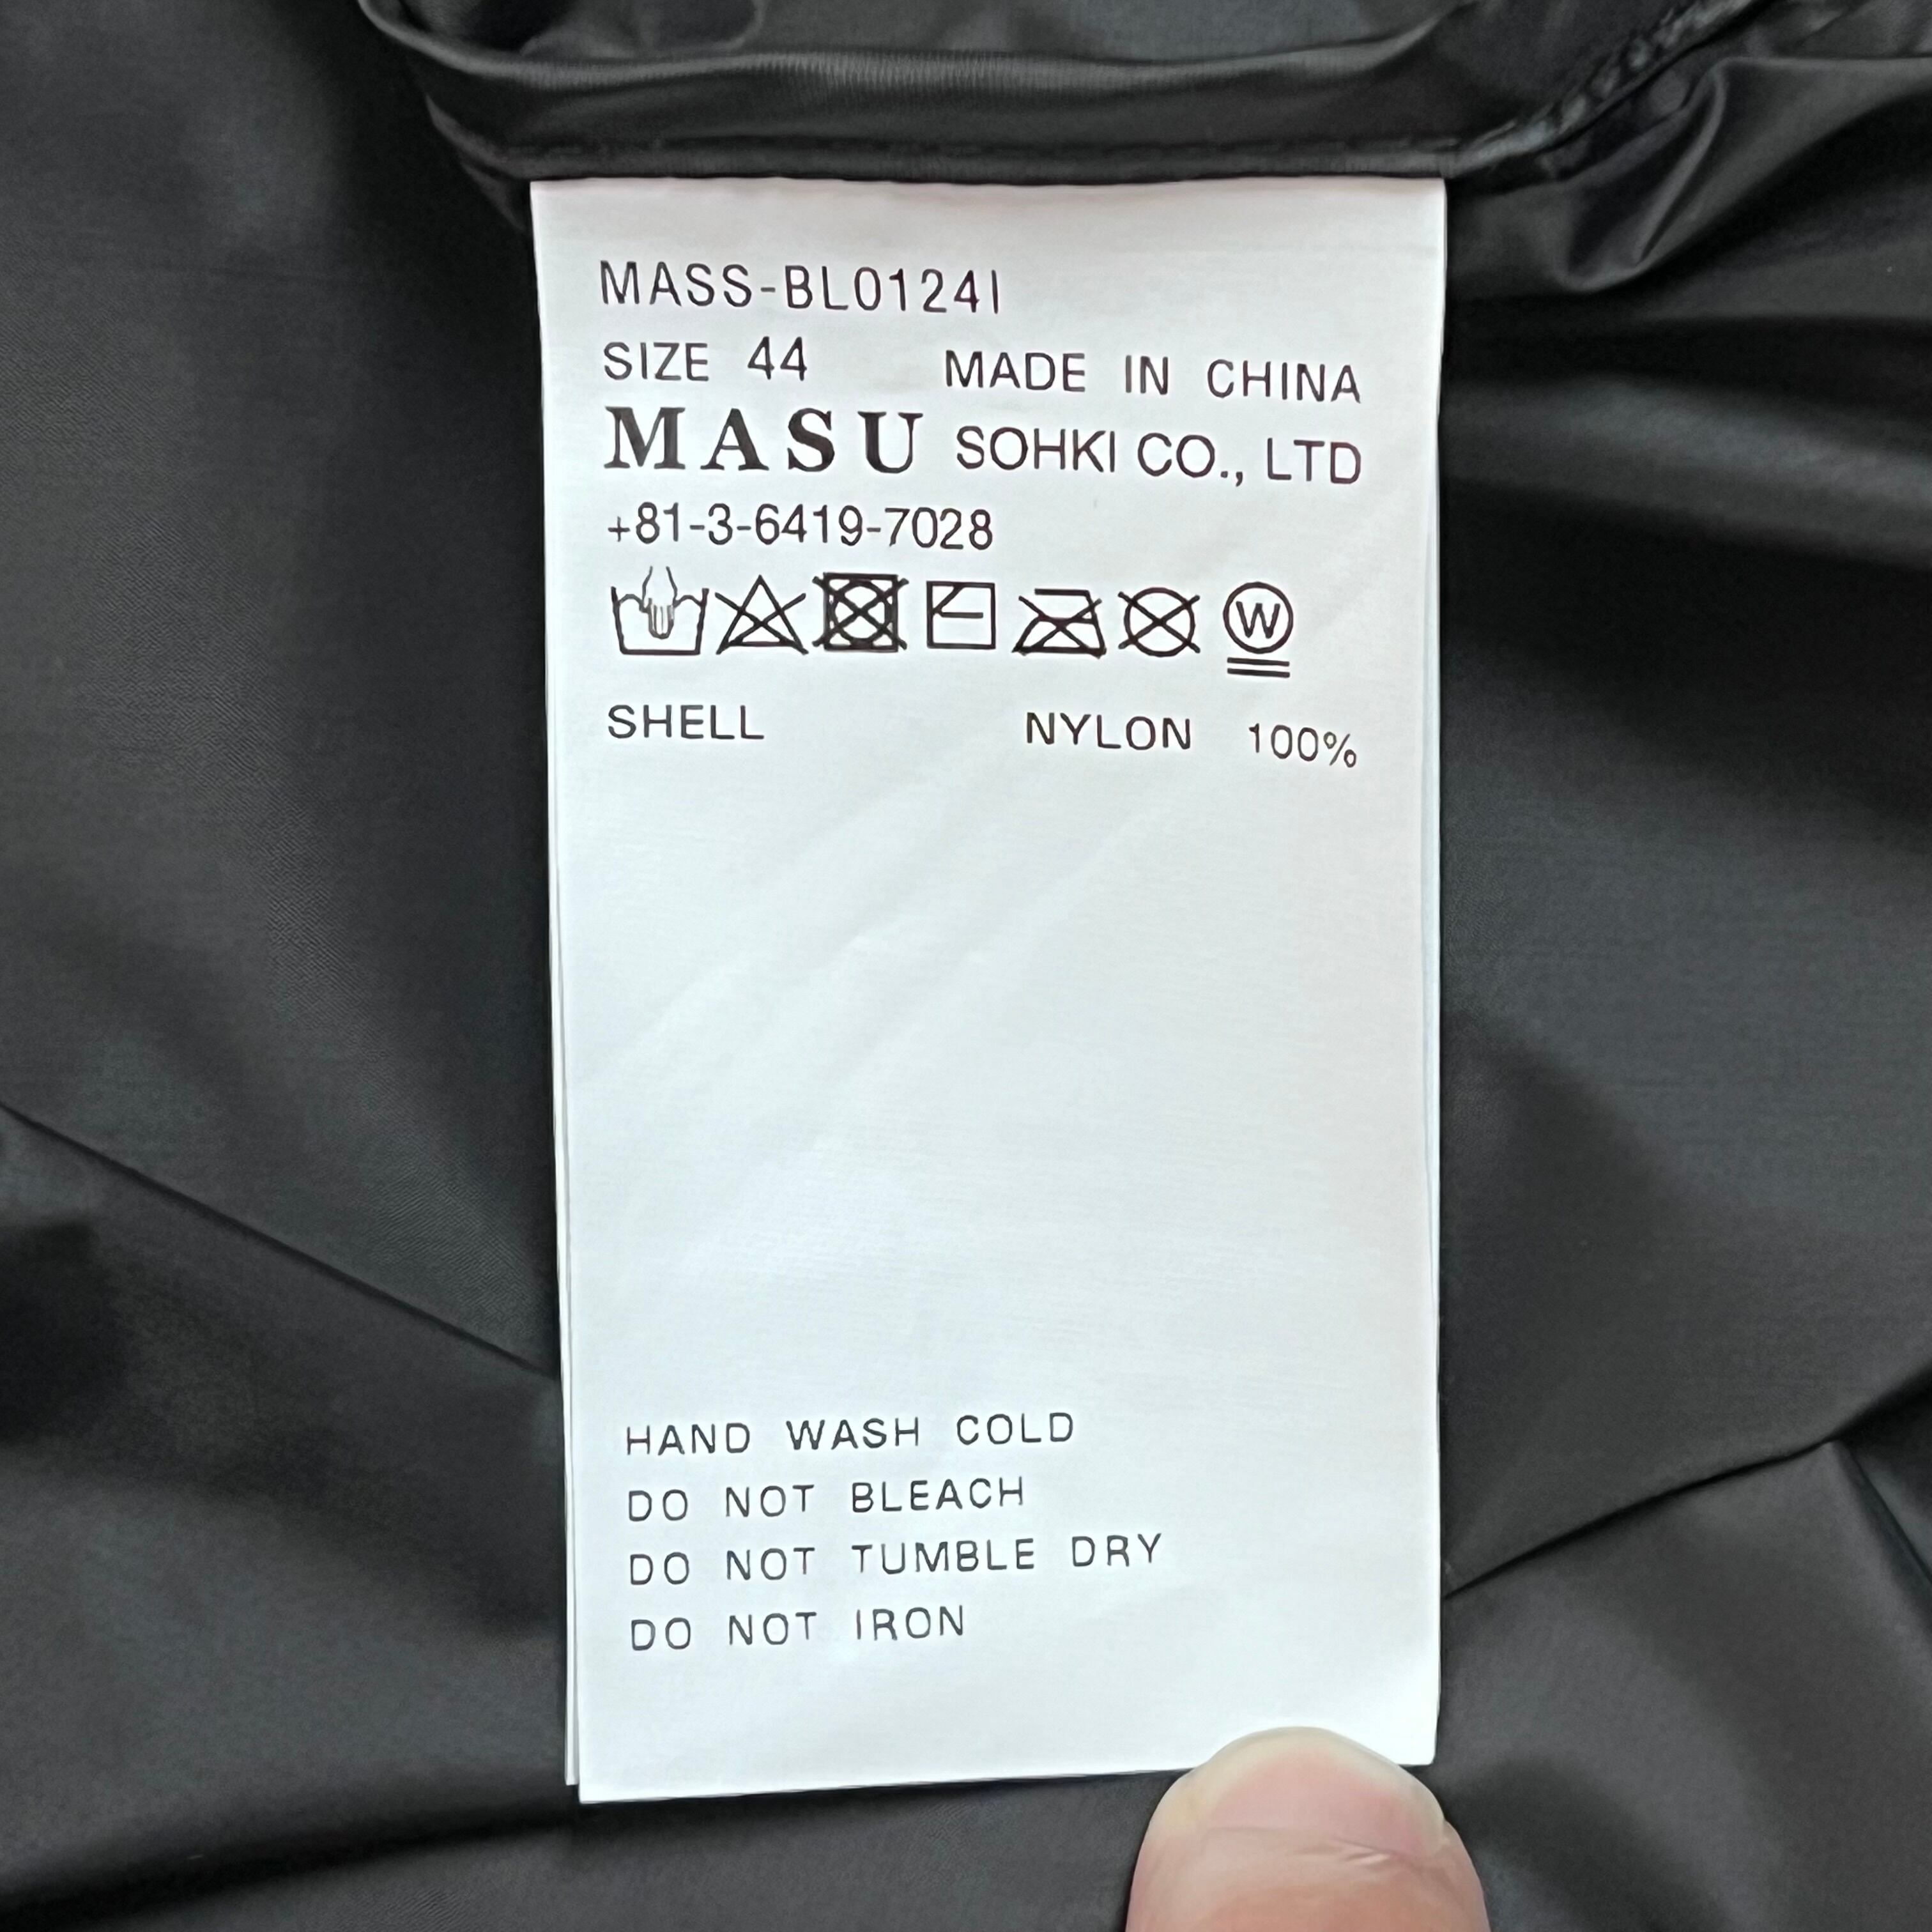 MASS-BL0124I
SIZE 44 MADE IN CHINA
MASU SOHKI CO., LTD
+81-3-6419-7028
W
SHELL NYLON 100%
HAND WASH COLD
DO NOT BLEACH
DO NOT TUMBLE DRY
DO NOT IRON